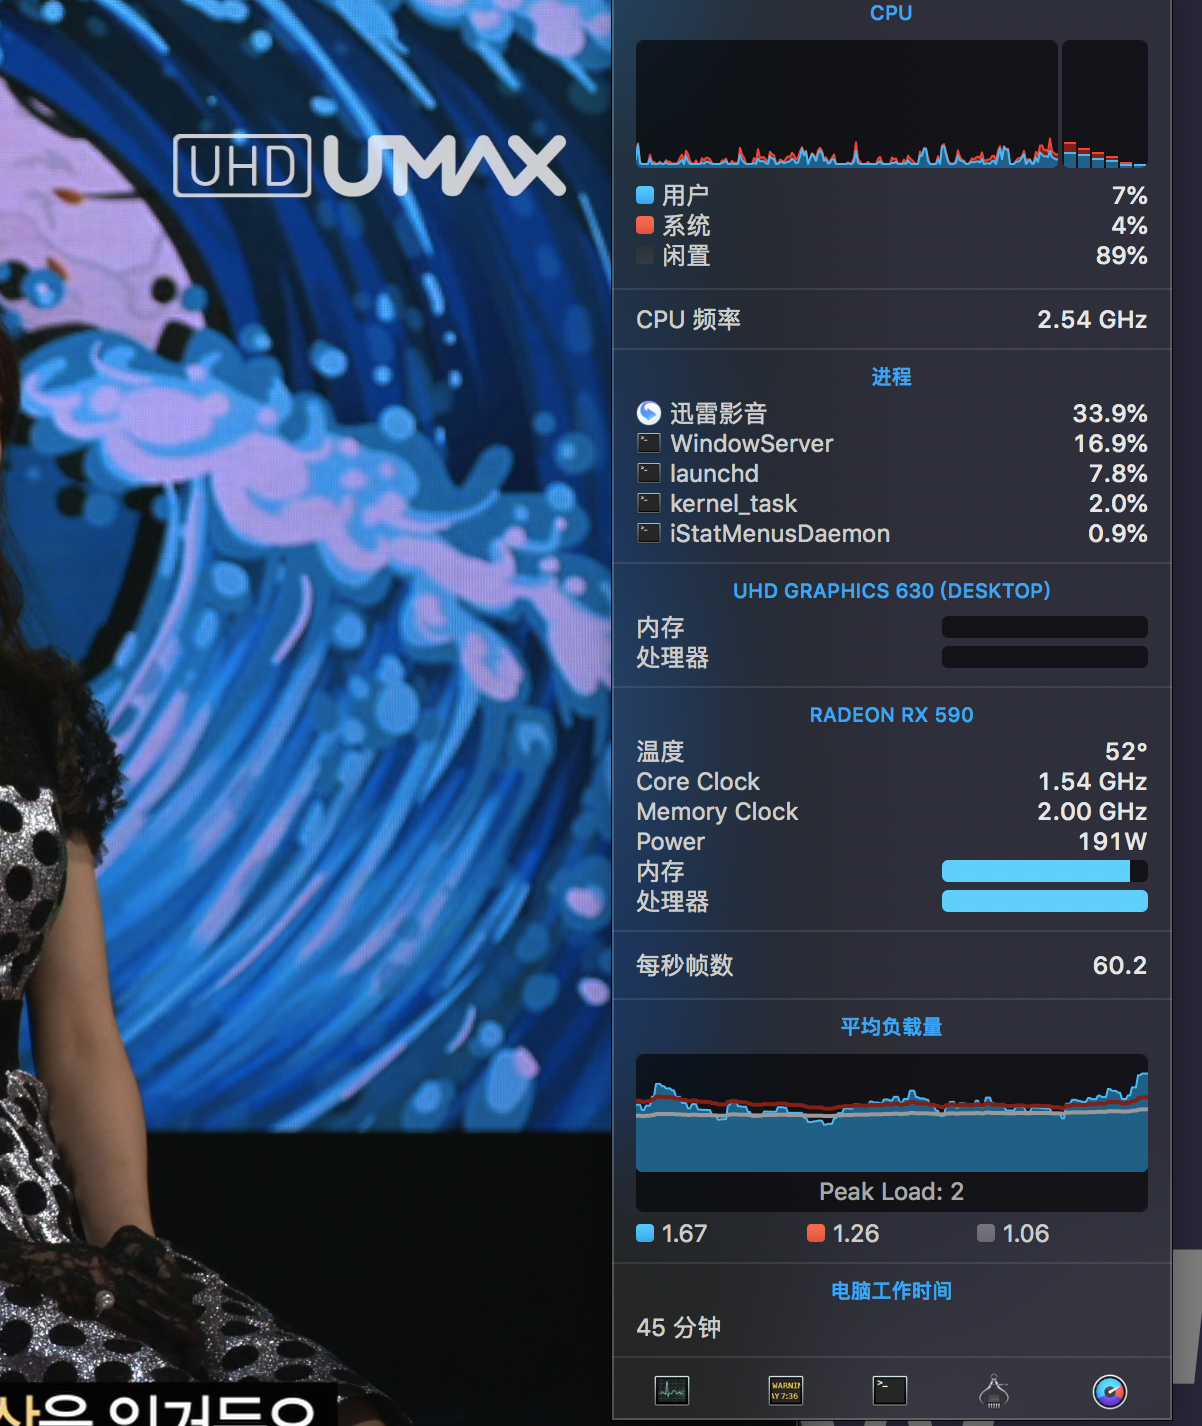 UHD UMAX
CPU
用户 7%
系统 4%
闲置 89%
CPU 频率 2.54 GHz
进程
迅雷影音 33.9%
WindowServer 16.9%
launchd 7.8%
kernel_task 2.0%
iStatMenusDaemon 0.9%
UHD GRAPHICS 630 (DESKTOP)
内存
处理器
RADEON RX 590
温度 52°
Core Clock 1.54 GHz
Memory Clock 2.00 GHz
Power 191W
内存
处理器
每秒帧数 60.2
平均负载量
Peak Load: 2
1.67 1.26 1.06
电脑工作时间
45 分钟